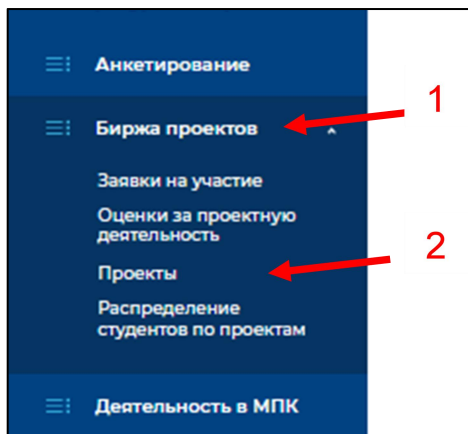 Анкетирование
Биржа проектов
1
Заявки на участие
Оценки за проектную
деятельность
Проекты
2
Распределение
студентов по проектам
Деятельность в МПК